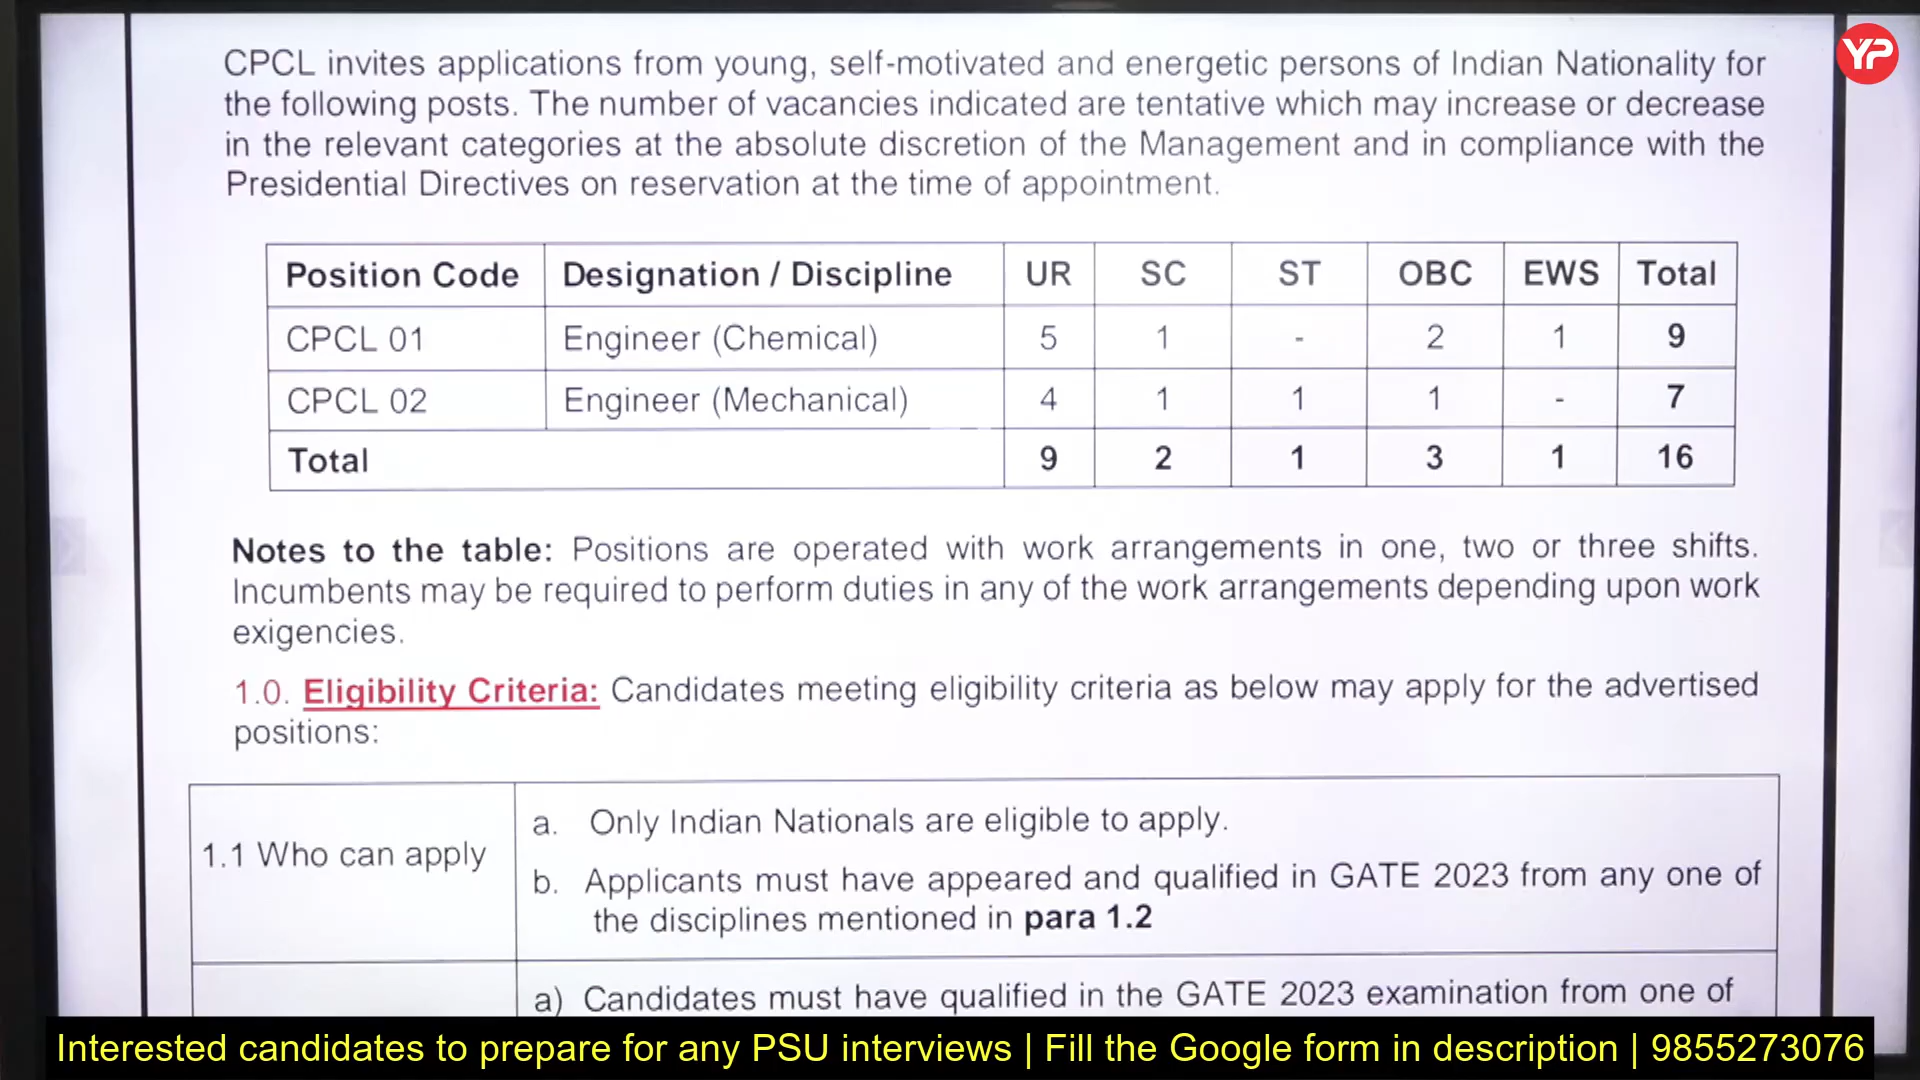 YP
CPCL invites applications from young, self-motivated and energetic persons of Indian Nationality for
the following posts. The number of vacancies indicated are tentative which may increase or decrease
in the relevant categories at the absolute discretion of the Management and in compliance with the
Presidential Directives on reservation at the time of appointment.
Position Code Designation / Discipline UR SC ST OBC EWS Total
CPCL 01 Engineer (Chemical) 5 1 - 2 1 9
CPCL 02 Engineer (Mechanical) 4 1 1 1 - 7
Total 9 2 1 3 1 16
Notes to the table: Positions are operated with work arrangements in one, two or three shifts.
Incumbents may be required to perform duties in any of the work arrangements depending upon work
exigencies.
1.0. Eligibility Criteria: Candidates meeting eligibility criteria as below may apply for the advertised
positions:
1.1 Who can apply
a. Only Indian Nationals are eligible to apply.
b. Applicants must have appeared and qualified in GATE 2023 from any one of
the disciplines mentioned in para 1.2
a) Candidates must have qualified in the GATE 2023 examination from one of
Interested candidates to prepare for any PSU interviews | Fill the Google form in description | 9855273076